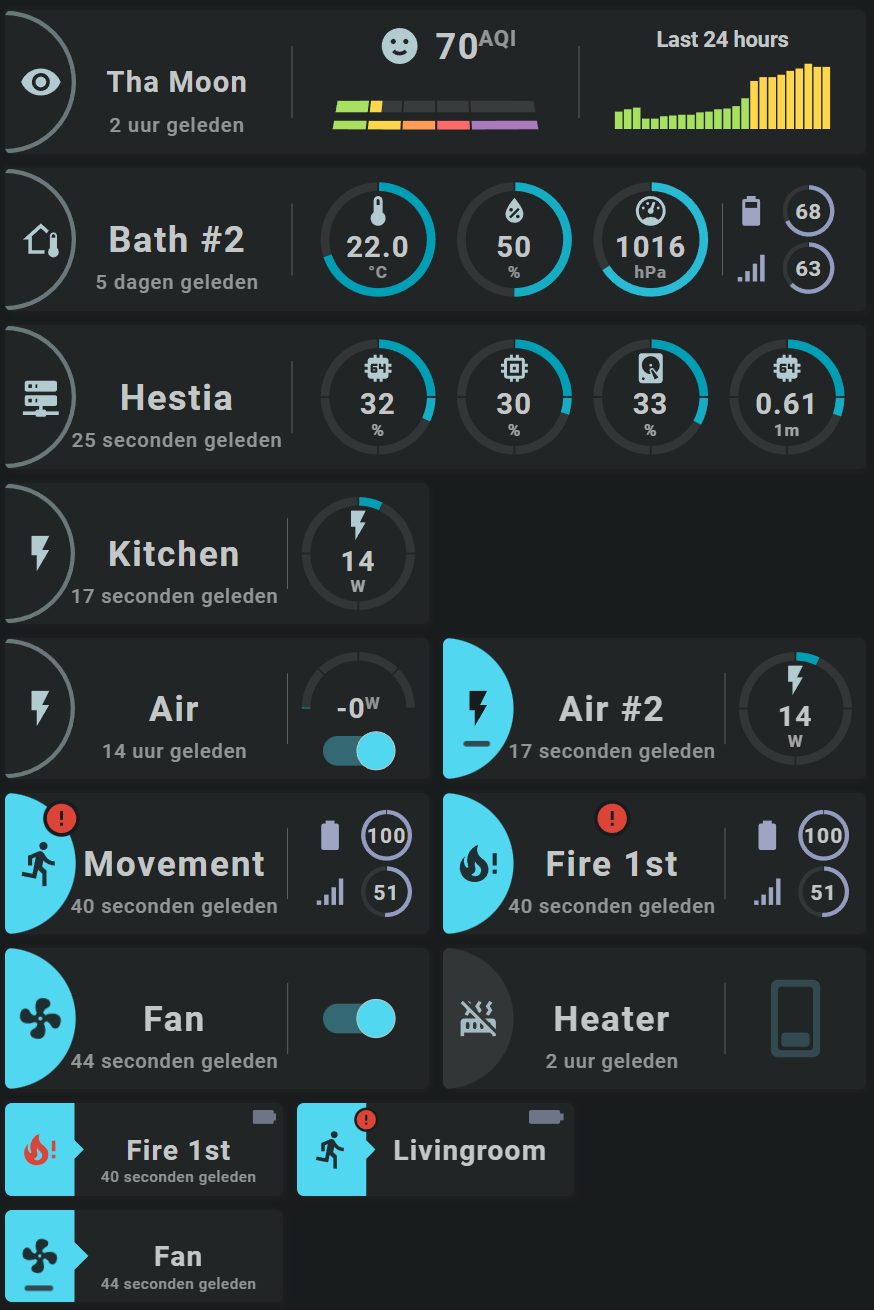 Tha Moon
2 uur geleden
70 AQI
Last 24 hours
Bath #2
5 dagen geleden
22.0
°C
50
%
1016
hPa
68
63
Hestia
25 seconden geleden
64
32
%
30
%
33
%
64
0.61
1m
Kitchen
17 seconden geleden
14
W
Air
14 uur geleden
-0W
Air #2
17 seconden geleden
14
W
!
Movement
40 seconden geleden
100
51
!
!
Fire 1st
40 seconden geleden
100
51
Fan
44 seconden geleden
Heater
2 uur geleden
!
Fire 1st
40 seconden geleden
!
Livingroom
Fan
44 seconden geleden